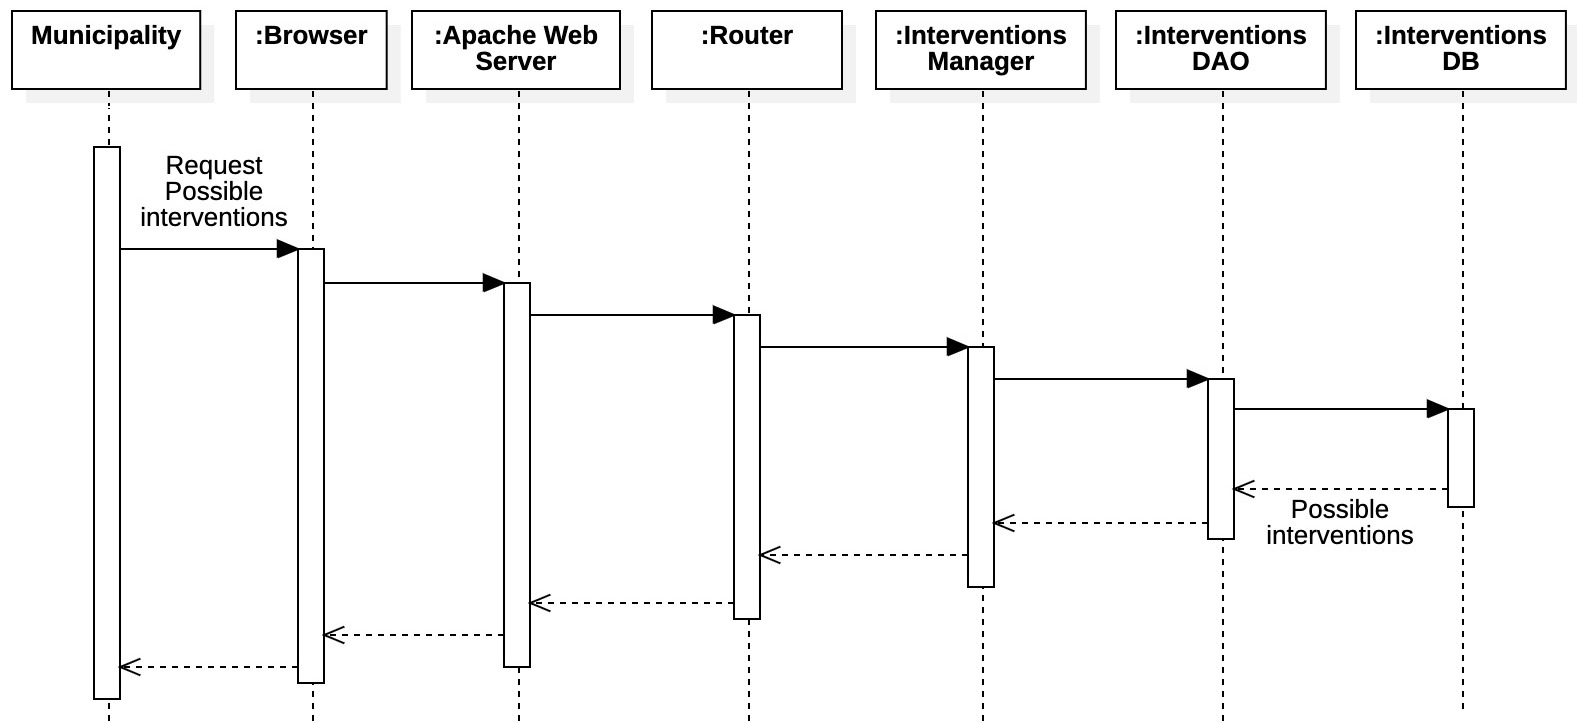 Municipality
:Browser
:Apache Web
Server
:Router
:Interventions
Manager
:Interventions
DAO
:Interventions
DB
Request
Possible
interventions
Possible
interventions